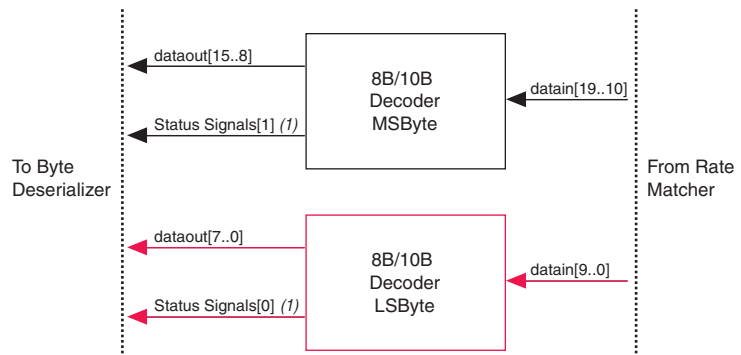 dataout[15..8]
8B/10B
Decoder
MSByte
datain[19..10]
Status Signals[1] (1)
To Byte
Deserializer
From Rate
Matcher
dataout[7..0]
8B/10B
Decoder
LSByte
datain[9..0]
Status Signals[0] (1)